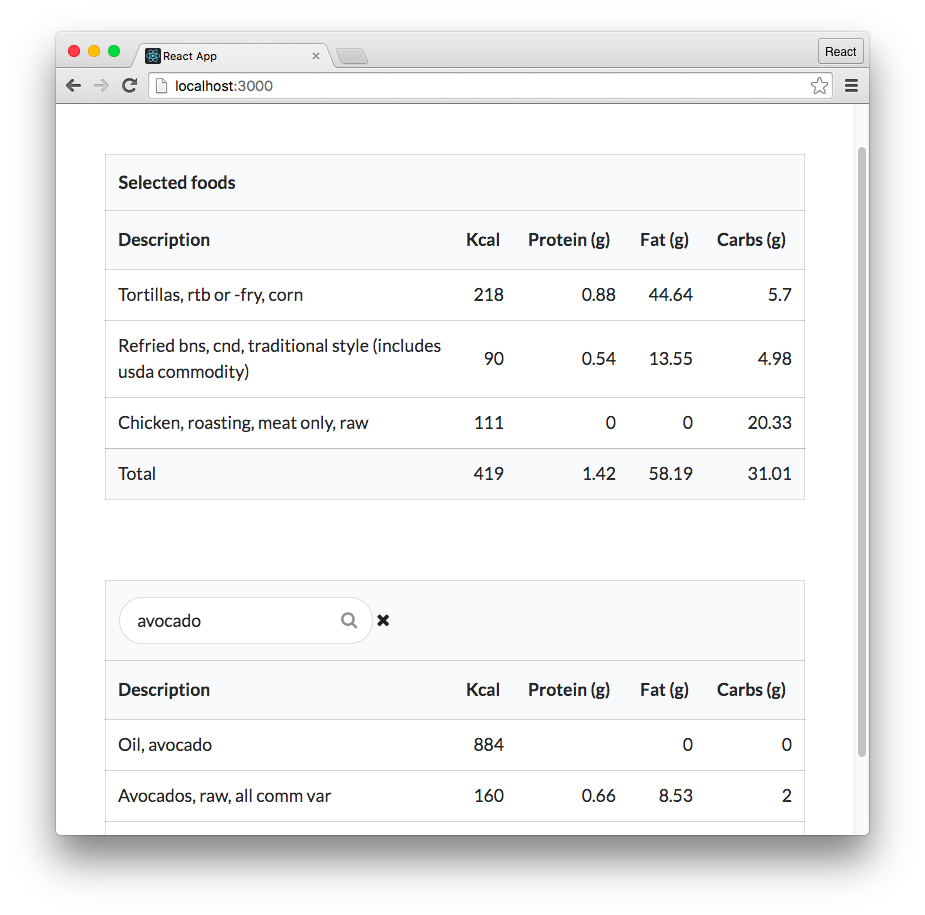 React App
React
localhost:3000
Selected foods
Description Kcal Protein (g) Fat (g) Carbs (g)
Tortillas, rtb or -fry, corn 218 0.88 44.64 5.7
Refried bns, cnd, traditional style (includes
usda commodity) 90 0.54 13.55 4.98
Chicken, roasting, meat only, raw 111 0 0 20.33
Total 419 1.42 58.19 31.01
avocado
Description Kcal Protein (g) Fat (g) Carbs (g)
Oil, avocado 884 0 0
Avocados, raw, all comm var 160 0.66 8.53 2